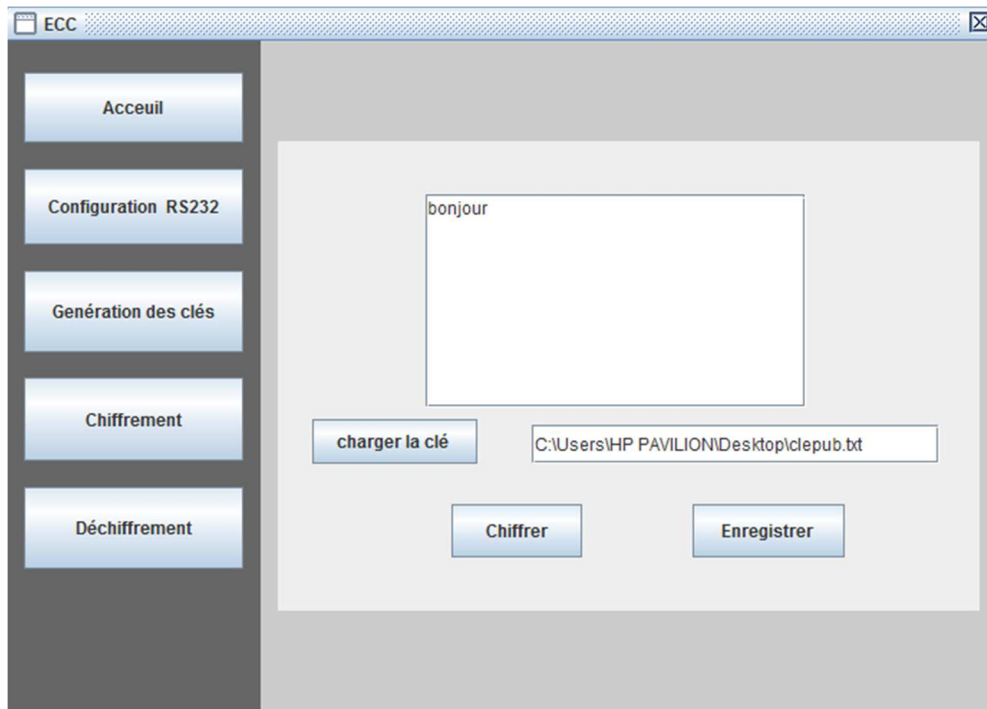 ECC
Acceuil
Configuration RS232
Genération des clés
Chiffrement
Déchiffrement
bonjour
charger la clé
C:\Users\HP PAVILION\Desktop\clepub.txt
Chiffrer
Enregistrer